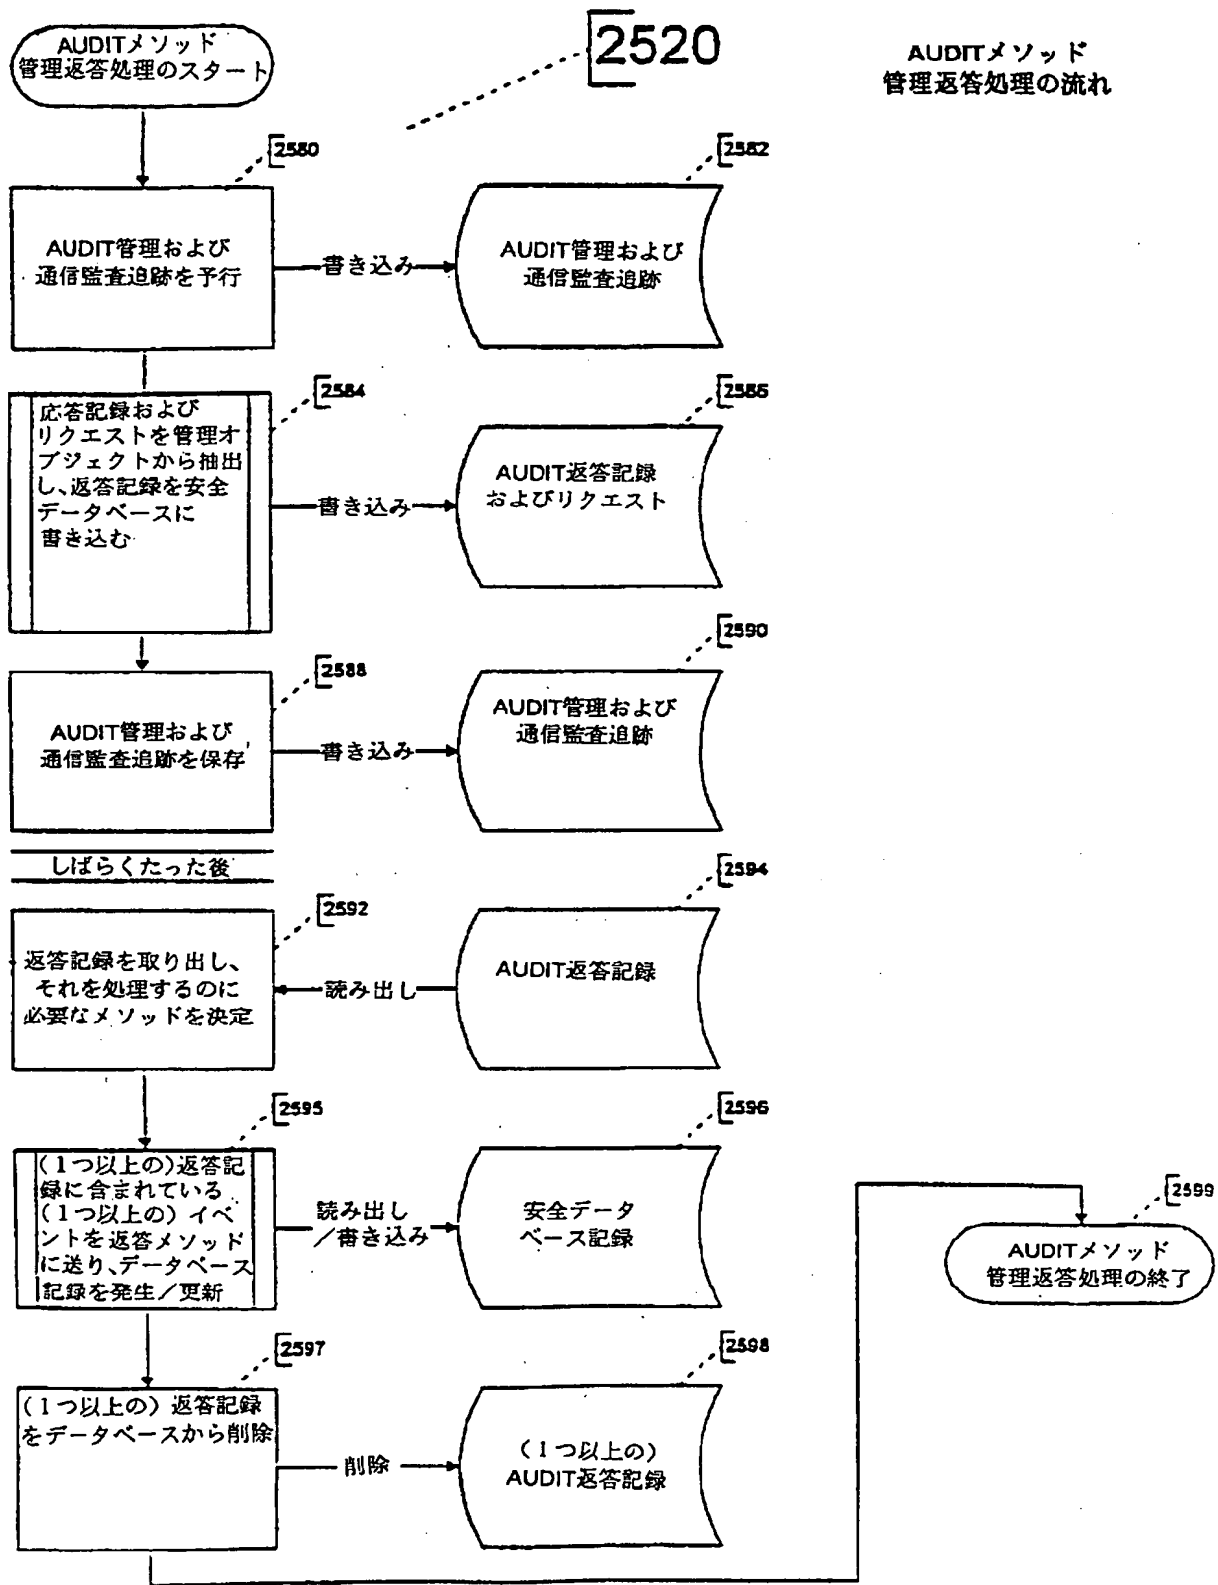 AUDITメソッド
管理返答処理のスタート
2520
AUDITメソッド
管理返答処理の流れ
2580
2582
AUDIT管理および
通信監査追跡を予行
書き込み
AUDIT管理および
通信監査追跡
2584
2586
応答記録および
リクエストを管理オ
ブジェクトから抽出
し、返答記録を安全
データベースに
書き込む
書き込み
AUDIT返答記録
およびリクエスト
2588
2590
AUDIT管理および
通信監査追跡を保存
書き込み
AUDIT管理および
通信監査追跡
しばらくたった後
2592
2594
返答記録を取り出し、
それを処理するのに
必要なメソッドを決定
読み出し
AUDIT返答記録
2595
2596
(1つ以上の)返答記
録に含まれている
(1つ以上の)イベ
ントを返答メソッド
に送り、データベース
記録を発生/更新
読み出し
/書き込み
安全データ
ベース記録
2599
AUDITメソッド
管理返答処理の終了
2597
2598
(1つ以上の)返答記録
をデータベースから削除
削除
(1つ以上の)
AUDIT返答記録